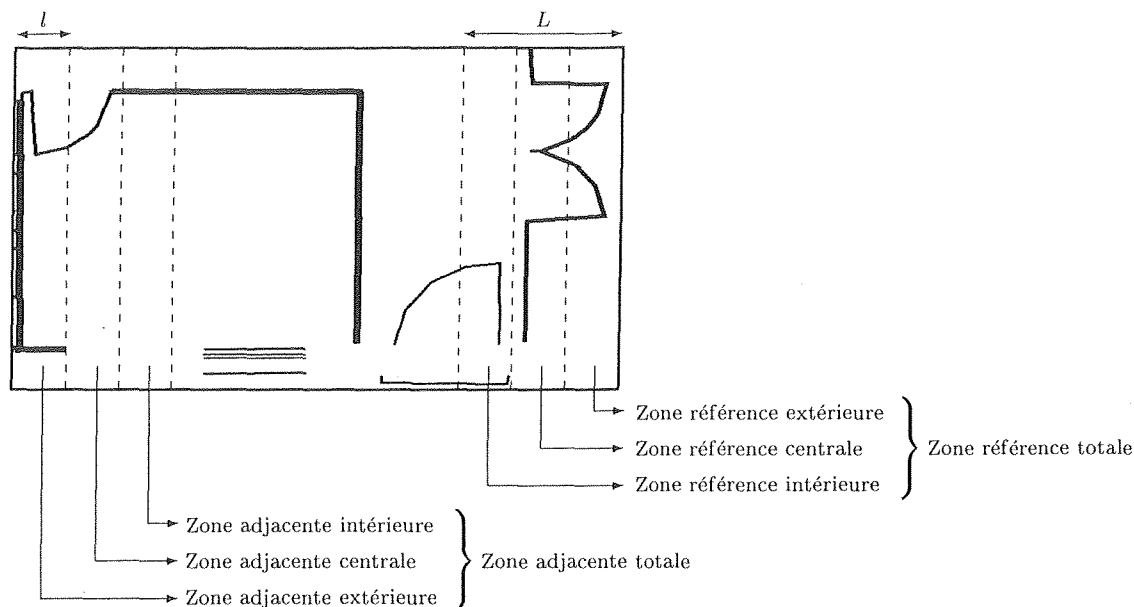 l L
Zone référence extérieure
Zone référence centrale Zone référence totale
Zone référence intérieure
Zone adjacente intérieure
Zone adjacente centrale Zone adjacente totale
Zone adjacente extérieure